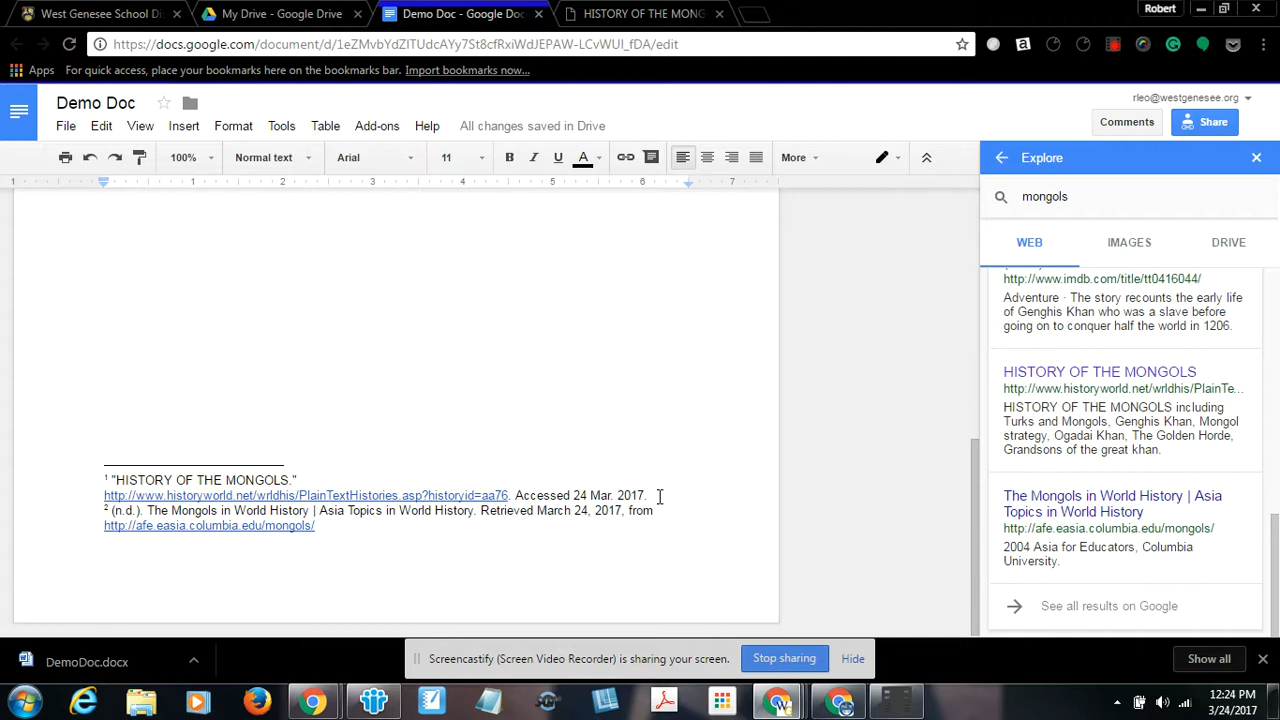 West Genesee School Di
My Drive - Google Drive
Demo Doc - Google Doc
HISTORY OF THE MONG
Robert
https://docs.google.com/document/d/1eZMvbYdZlTUdcAYy7St8cfRxiWdJEPAW-LCvWUI_fDA/edit
Apps For quick access, place your bookmarks here on the bookmarks bar. Import bookmarks now...
Demo Doc
rleo@westgenesee.org
File Edit View Insert Format Tools Table Add-ons Help All changes saved in Drive
Comments Share
100% Normal text Arial 11 B I U A More
Explore
1 1 2 3 4 5 6 7
mongols
WEB IMAGES DRIVE
http://www.imdb.com/title/tt0416044/
Adventure · The story recounts the early life
of Genghis Khan who was a slave before
going on to conquer half the world in 1206.
HISTORY OF THE MONGOLS
http://www.historyworld.net/wrldhis/PlainTe...
HISTORY OF THE MONGOLS including
Turks and Mongols, Genghis Khan, Mongol
strategy, Ogadai Khan, The Golden Horde,
Grandsons of the great khan.
The Mongols in World History | Asia
Topics in World History
http://afe.easia.columbia.edu/mongols/
2004 Asia for Educators, Columbia
University.
See all results on Google
1 "HISTORY OF THE MONGOLS."
http://www.historyworld.net/wrldhis/PlainTextHistories.asp?historyid=aa76. Accessed 24 Mar. 2017.
2 (n.d.). The Mongols in World History | Asia Topics in World History. Retrieved March 24, 2017, from
http://afe.easia.columbia.edu/mongols/
DemoDoc.docx
Screencastify (Screen Video Recorder) is sharing your screen.
Stop sharing
Hide
Show all
12:24 PM
3/24/2017